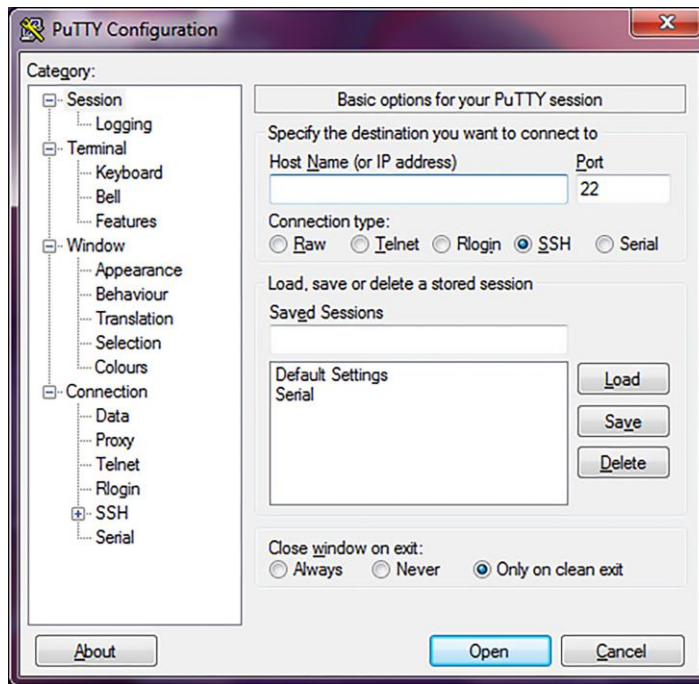 PuTTY Configuration
Category:
Session
Logging
Terminal
Keyboard
Bell
Features
Window
Appearance
Behaviour
Translation
Selection
Colours
Connection
Data
Proxy
Telnet
Rlogin
SSH
Serial
Basic options for your PuTTY session
Specify the destination you want to connect to
Host Name (or IP address) Port
22
Connection type:
Raw Telnet Rlogin SSH Serial
Load, save or delete a stored session
Saved Sessions
Default Settings
Serial
Load
Save
Delete
Close window on exit:
Always Never Only on clean exit
About Open Cancel